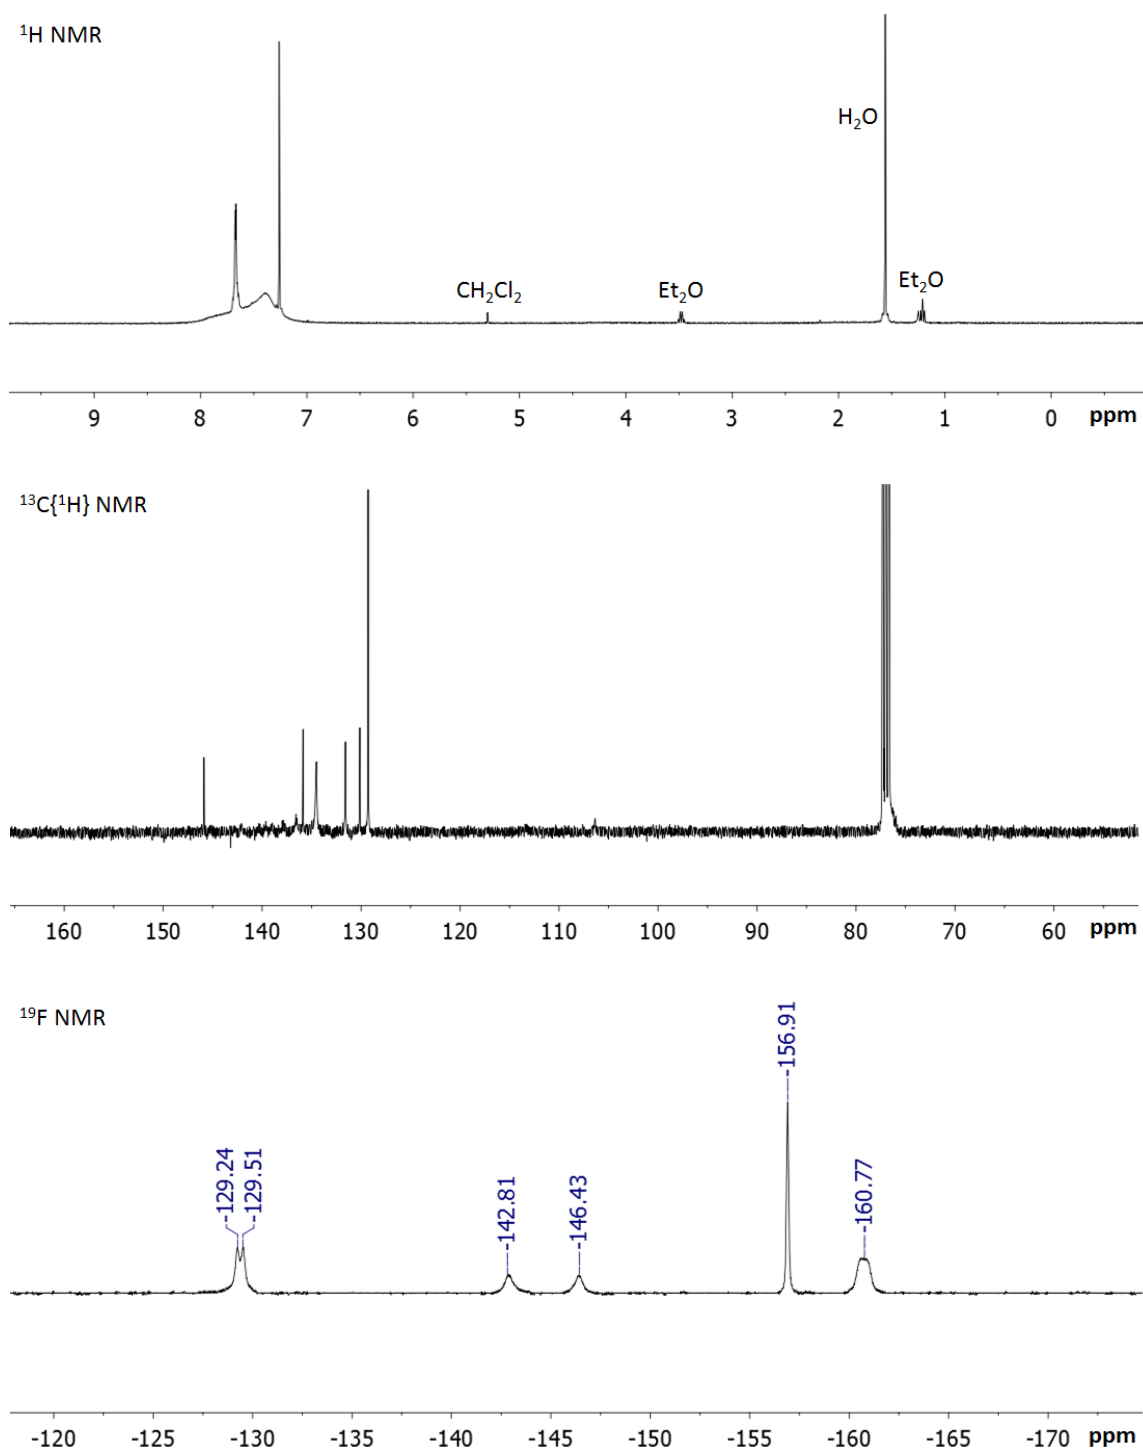 ¹H NMR
H₂O
CH₂Cl₂
Et₂O
Et₂O
9 8 7 6 5 4 3 2 1 0 ppm
¹³C{¹H} NMR
160 150 140 130 120 110 100 90 80 70 60 ppm
¹⁹F NMR
-129.24
-129.51
-142.81
-146.43
-156.91
-160.77
-120 -125 -130 -135 -140 -145 -150 -155 -160 -165 -170 ppm